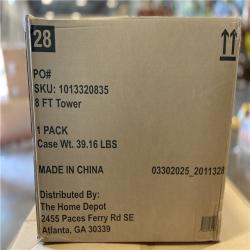 28
PO#
SKU: 1013320835
8 FT Tower
1 PACK
Case Wt. 39.16 LBS
MADE IN CHINA
03302025_2011328
Distributed By:
The Home Depot
2455 Paces Ferry Rd SE
Atlanta, GA 30339